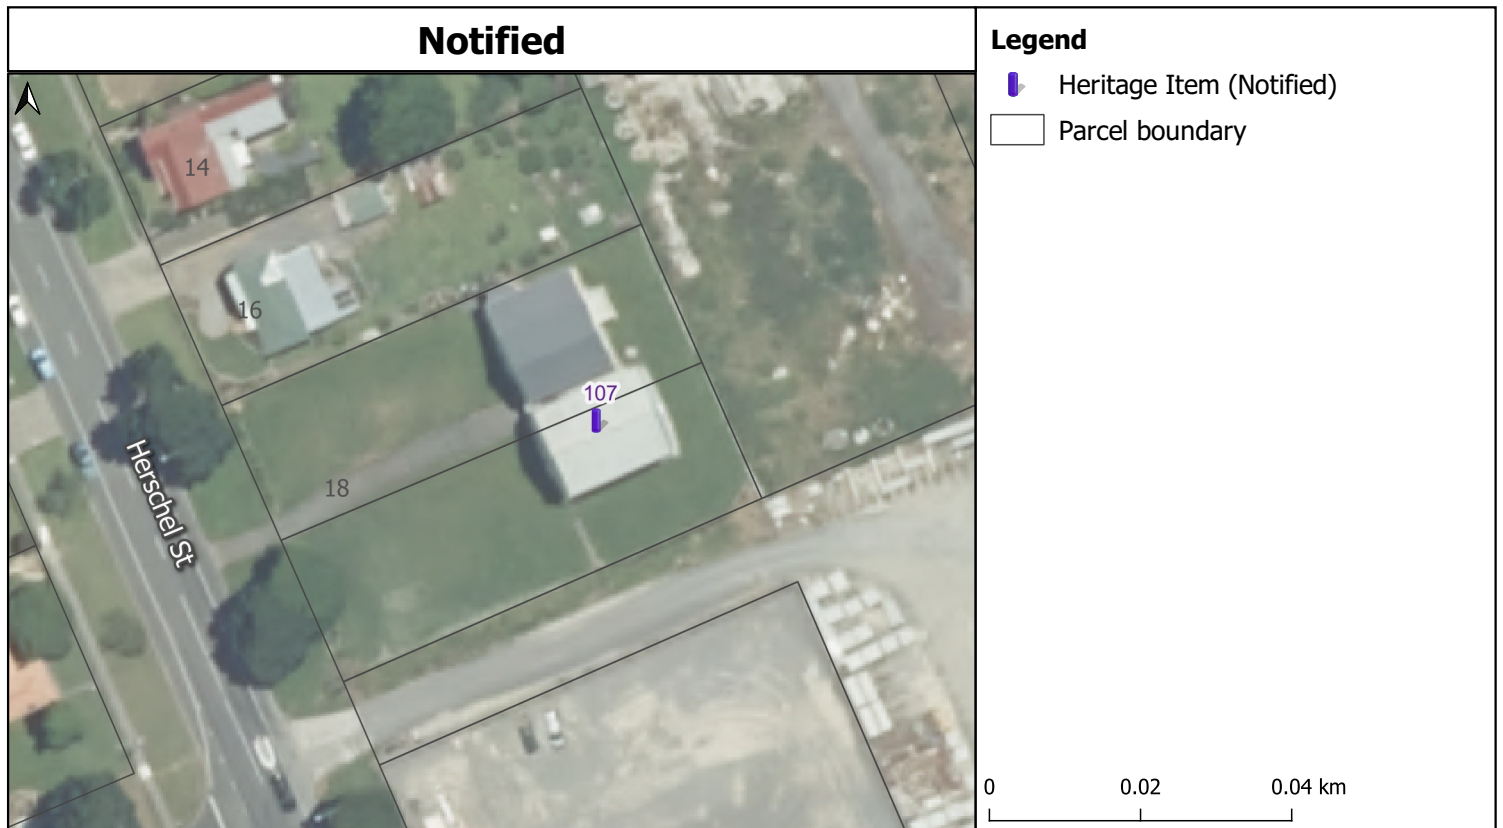 Notified
Legend
Heritage Item (Notified)
Parcel boundary
14
16
107
18
Herschel St
0 0.02 0.04 km